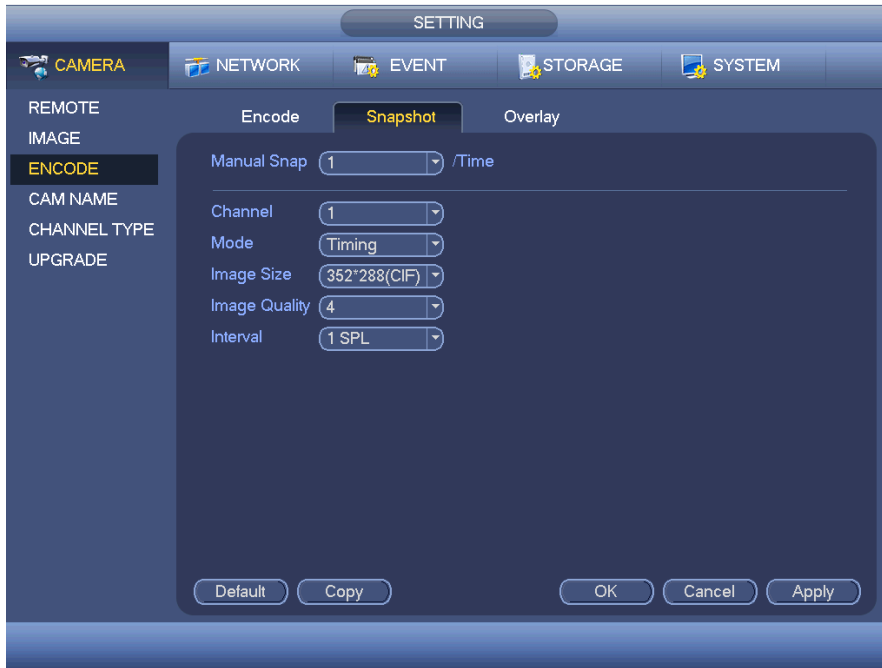 SETTING
CAMERA NETWORK EVENT STORAGE SYSTEM
REMOTE
IMAGE
ENCODE
CAM NAME
CHANNEL TYPE
UPGRADE
Encode Snapshot Overlay
Manual Snap 1 /Time
Channel 1
Mode Timing
Image Size 352*288(CIF)
Image Quality 4
Interval 1 SPL
Default Copy OK Cancel Apply